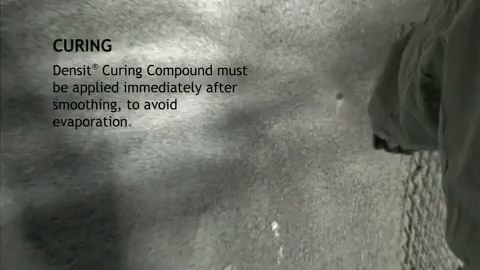 CURING
Densit® Curing Compound must
be applied immediately after
smoothing, to avoid
evaporation.